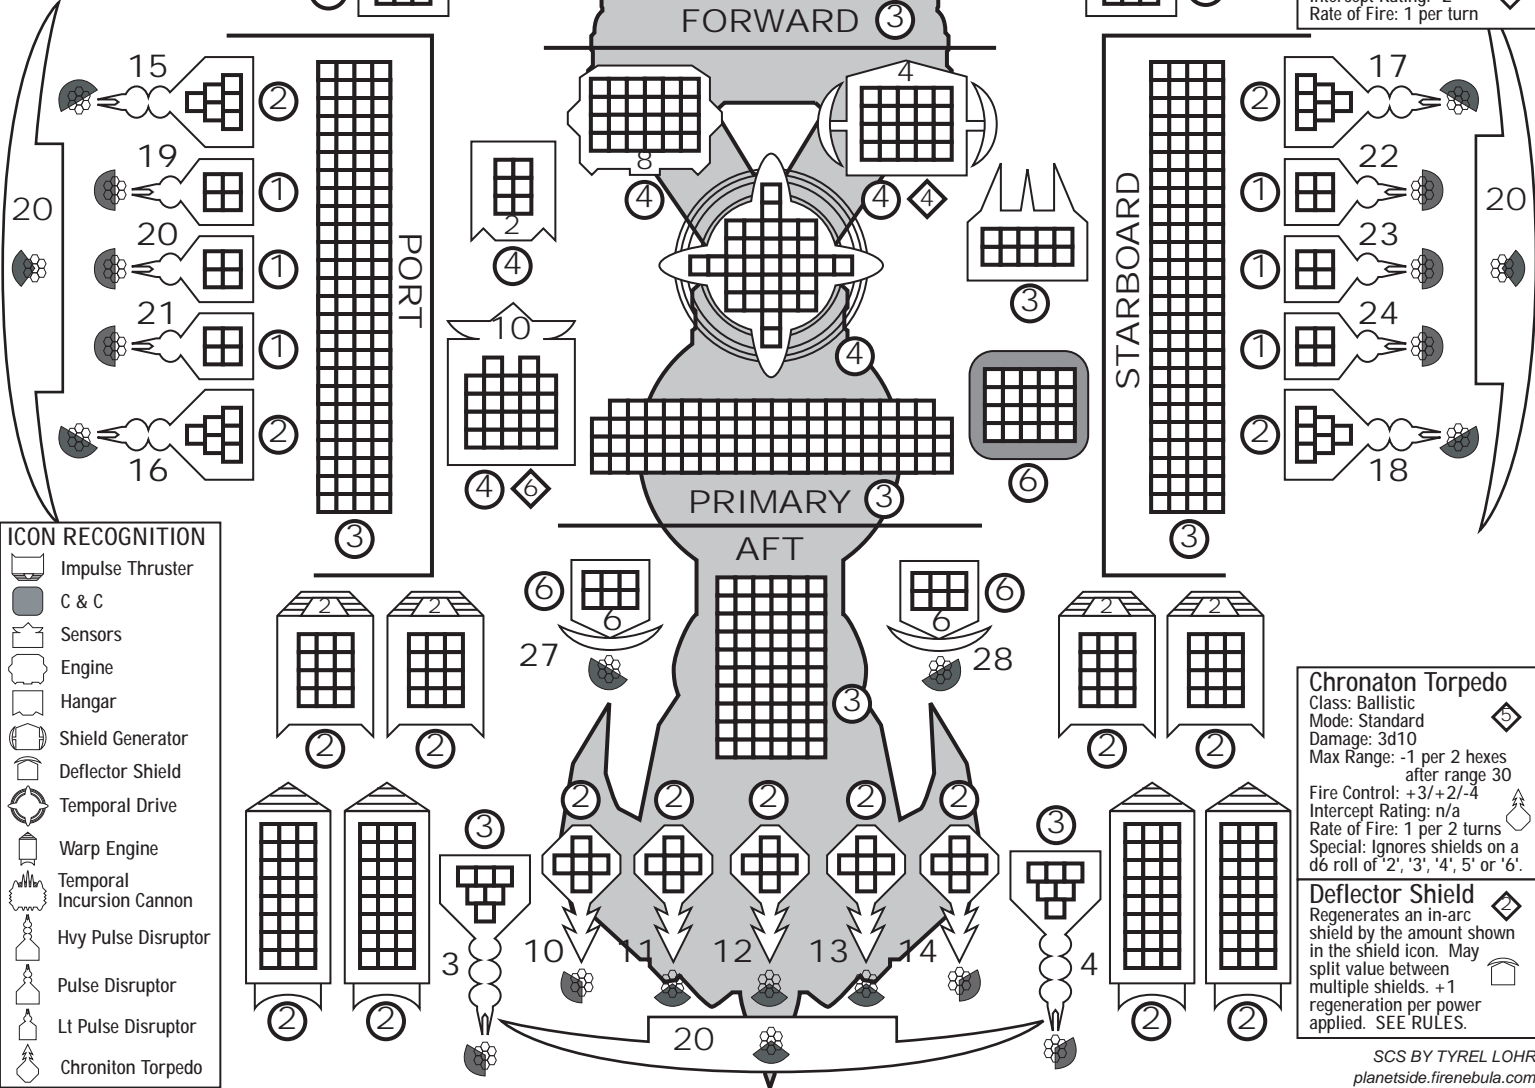 FORWARD 3
Rate of Fire: 1 per turn
15
2
19
1
20
1
21
1
2
16
20
PORT
3
2
4
10
4 6
8
4
4
4 4
4
3
6
PRIMARY 3
STARBOARD
3
17
2
22
1
23
1
24
1
2
18
20
AFT
6
6
27
6
6
28
3
2
2
2
2
2
2
2
2
2
2
2
2
2
3
3
10
11
12
13
14
3
4
2
2
2
2
20
ICON RECOGNITION
Impulse Thruster
C & C
Sensors
Engine
Hangar
Shield Generator
Deflector Shield
Temporal Drive
Warp Engine
Temporal
Incursion Cannon
Hvy Pulse Disruptor
Pulse Disruptor
Lt Pulse Disruptor
Chroniton Torpedo
Chronaton Torpedo
Class: Ballistic
Mode: Standard
5
Damage: 3d10
Max Range: -1 per 2 hexes
after range 30
Fire Control: +3/+2/-4
Intercept Rating: n/a
Rate of Fire: 1 per 2 turns
Special: Ignores shields on a
d6 roll of '2', '3', '4', 5' or '6'.
Deflector Shield
2
Regenerates an in-arc
shield by the amount shown
in the shield icon. May
split value between
multiple shields. +1
regeneration per power
applied. SEE RULES.
SCS BY TYREL LOHR
planetside.firenebula.com